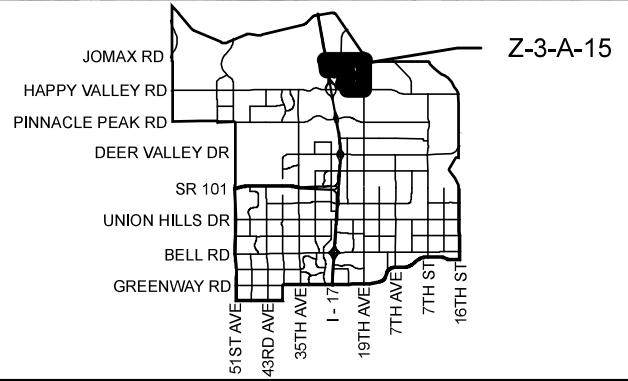 Z-3-A-15
JOMAX RD
HAPPY VALLEY RD
PINNACLE PEAK RD
DEER VALLEY DR
SR 101
UNION HILLS DR
BELL RD
GREENWAY RD
51ST AVE
43RD AVE
35TH AVE
I - 17
19TH AVE
7TH AVE
7TH ST
16TH ST